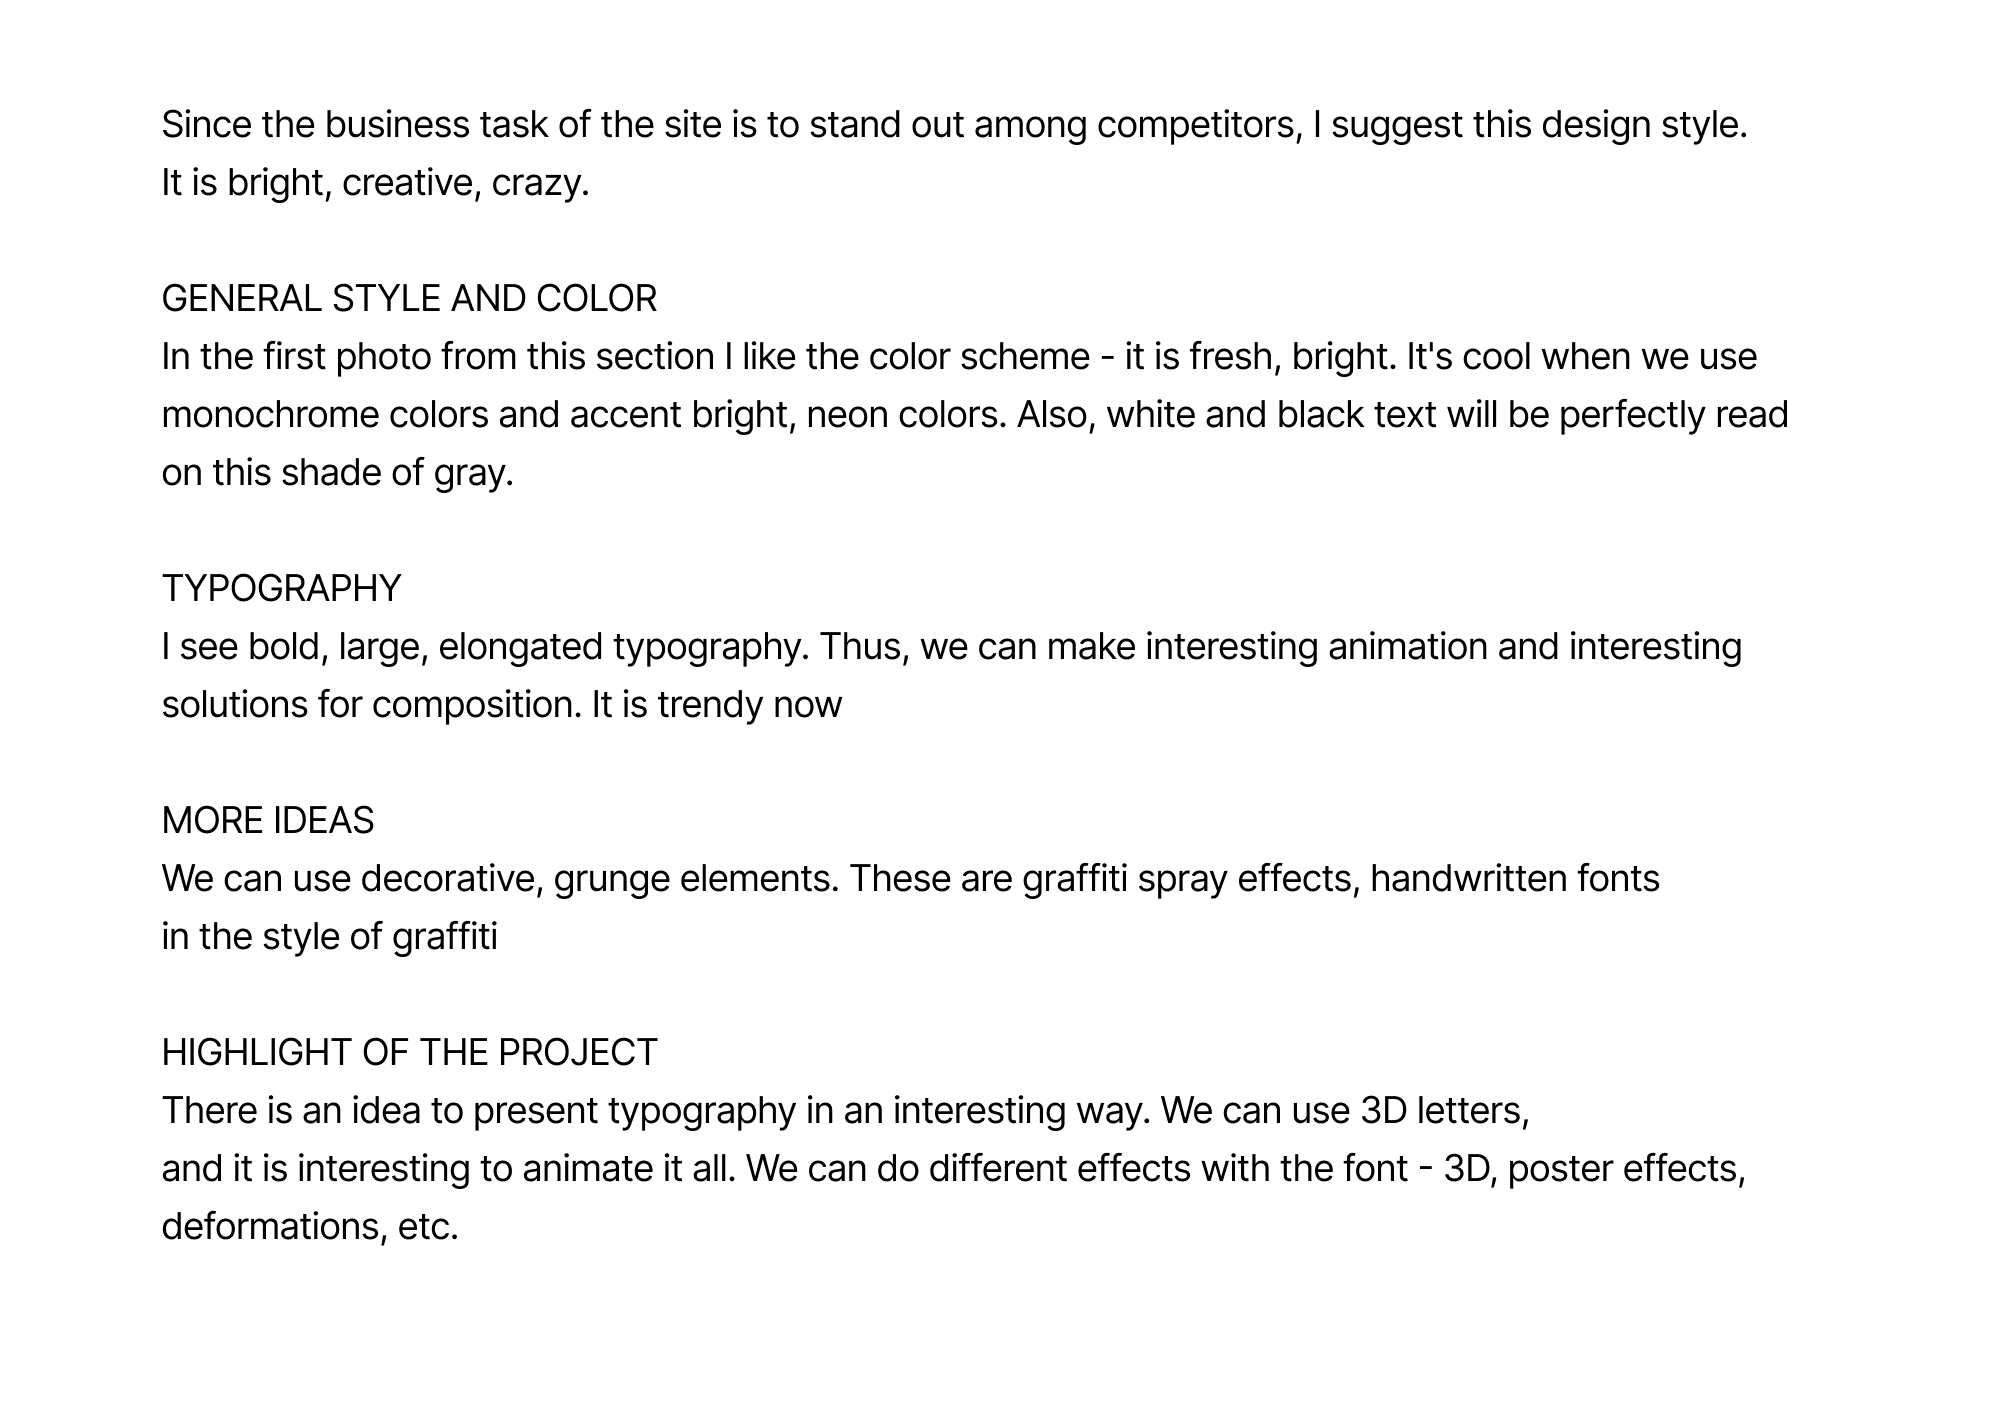 Since the business task of the site is to stand out among competitors, I suggest this design style.
It is bright, creative, crazy.
GENERAL STYLE AND COLOR
In the first photo from this section I like the color scheme - it is fresh, bright. It's cool when we use
monochrome colors and accent bright, neon colors. Also, white and black text will be perfectly read
on this shade of gray.
TYPOGRAPHY
I see bold, large, elongated typography. Thus, we can make interesting animation and interesting
solutions for composition. It is trendy now
MORE IDEAS
We can use decorative, grunge elements. These are graffiti spray effects, handwritten fonts
in the style of graffiti
HIGHLIGHT OF THE PROJECT
There is an idea to present typography in an interesting way. We can use 3D letters,
and it is interesting to animate it all. We can do different effects with the font - 3D, poster effects,
deformations, etc.